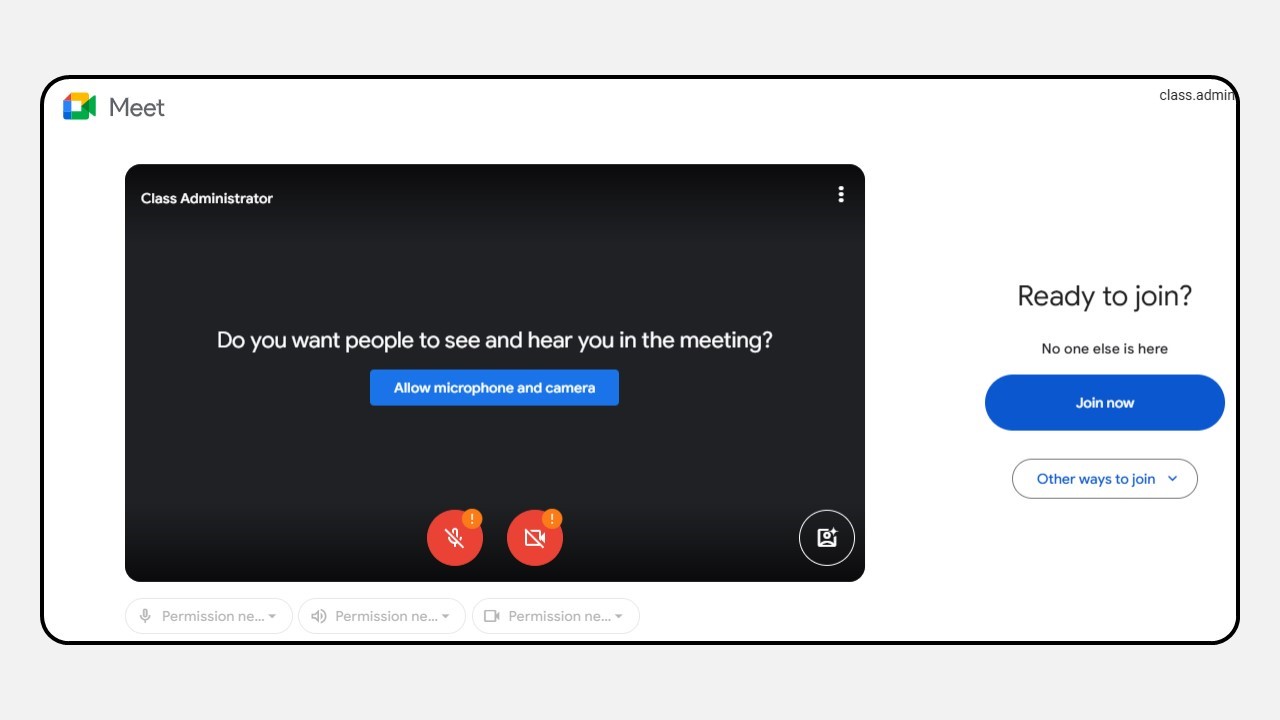 Meet
class.admin
Class Administrator
Do you want people to see and hear you in the meeting?
Allow microphone and camera
!
!
Permission ne...
Permission ne...
Permission ne...
Ready to join?
No one else is here
Join now
Other ways to join